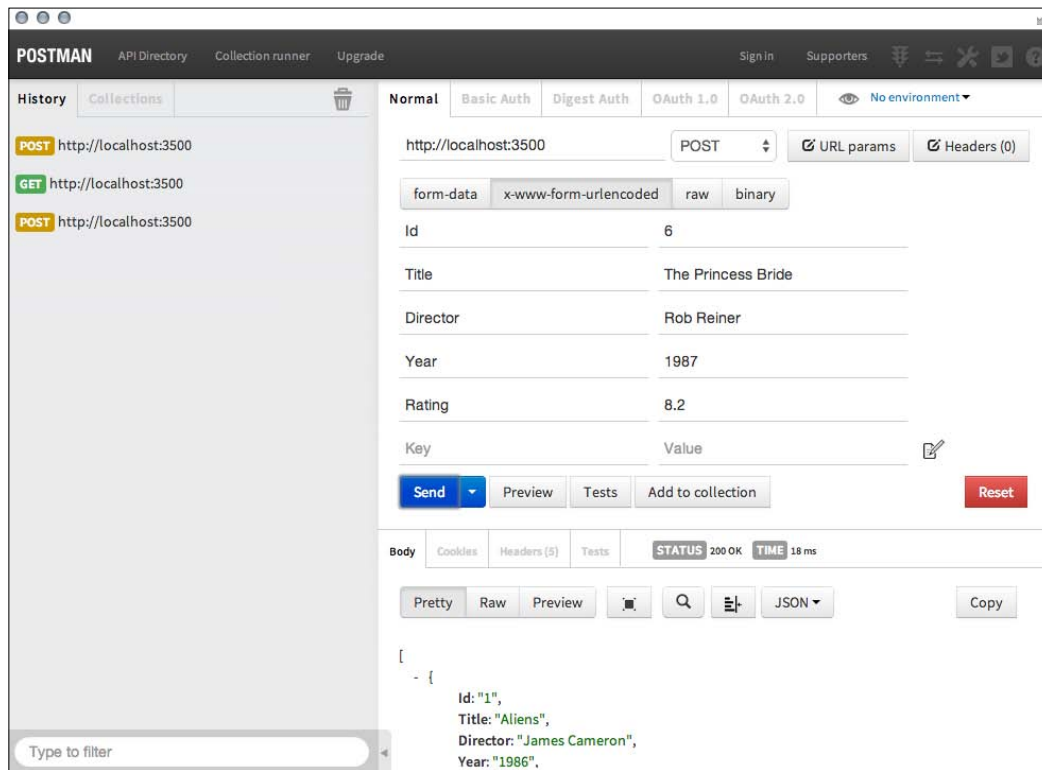 POSTMAN API Directory Collection runner Upgrade Sign in Supporters
History Collections
POST http://localhost:3500
GET http://localhost:3500
POST http://localhost:3500
Type to filter
Normal Basic Auth Digest Auth OAuth 1.0 OAuth 2.0 No environment
http://localhost:3500 POST URL params Headers (0)
form-data x-www-form-urlencoded raw binary
Id 6
Title The Princess Bride
Director Rob Reiner
Year 1987
Rating 8.2
Key Value
Send Preview Tests Add to collection Reset
Body Cookies Headers (5) Tests STATUS 200 OK TIME 18 ms
Pretty Raw Preview JSON Copy
[
- {
Id: "1",
Title: "Aliens",
Director: "James Cameron",
Year: "1986",